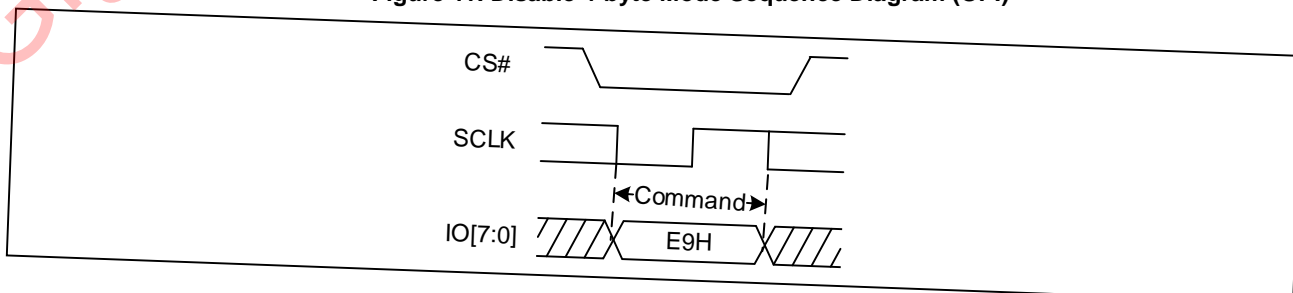 CS#
SCLK
Command
IO[7:0]
E9H